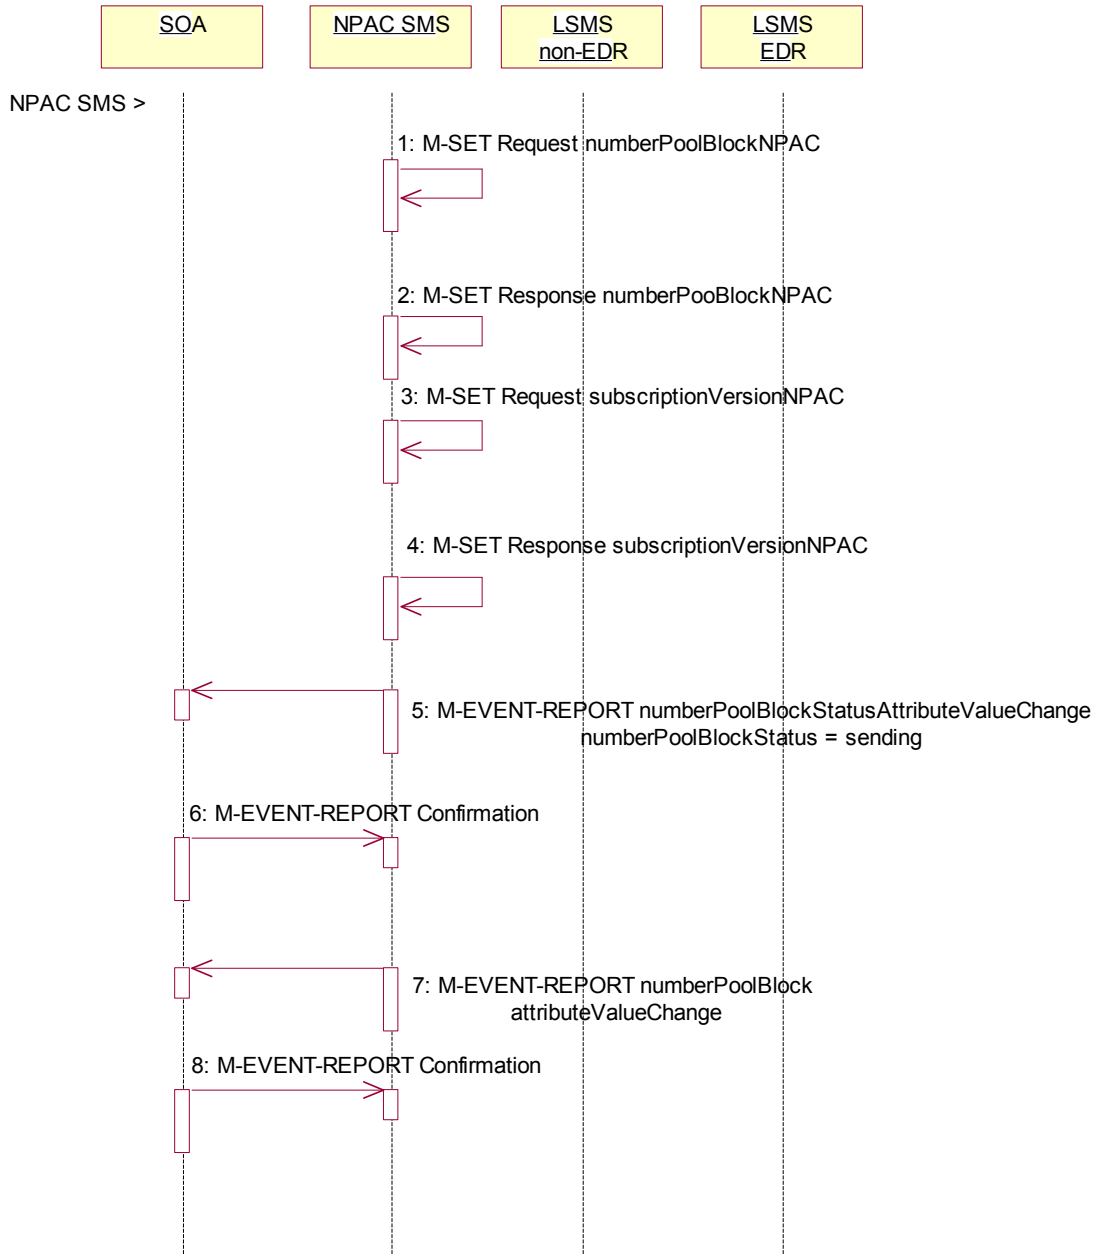 SOA
NPAC SMS
LSMS
non-EDR
LSMS
EDR
NPAC SMS >
1: M-SET Request numberPoolBlockNPAC
2: M-SET Response numberPooBlockNPAC
3: M-SET Request subscriptionVersionNPAC
4: M-SET Response subscriptionVersionNPAC
5: M-EVENT-REPORT numberPoolBlockStatusAttributeValueChange
numberPoolBlockStatus = sending
6: M-EVENT-REPORT Confirmation
7: M-EVENT-REPORT numberPoolBlock
attributeValueChange
8: M-EVENT-REPORT Confirmation